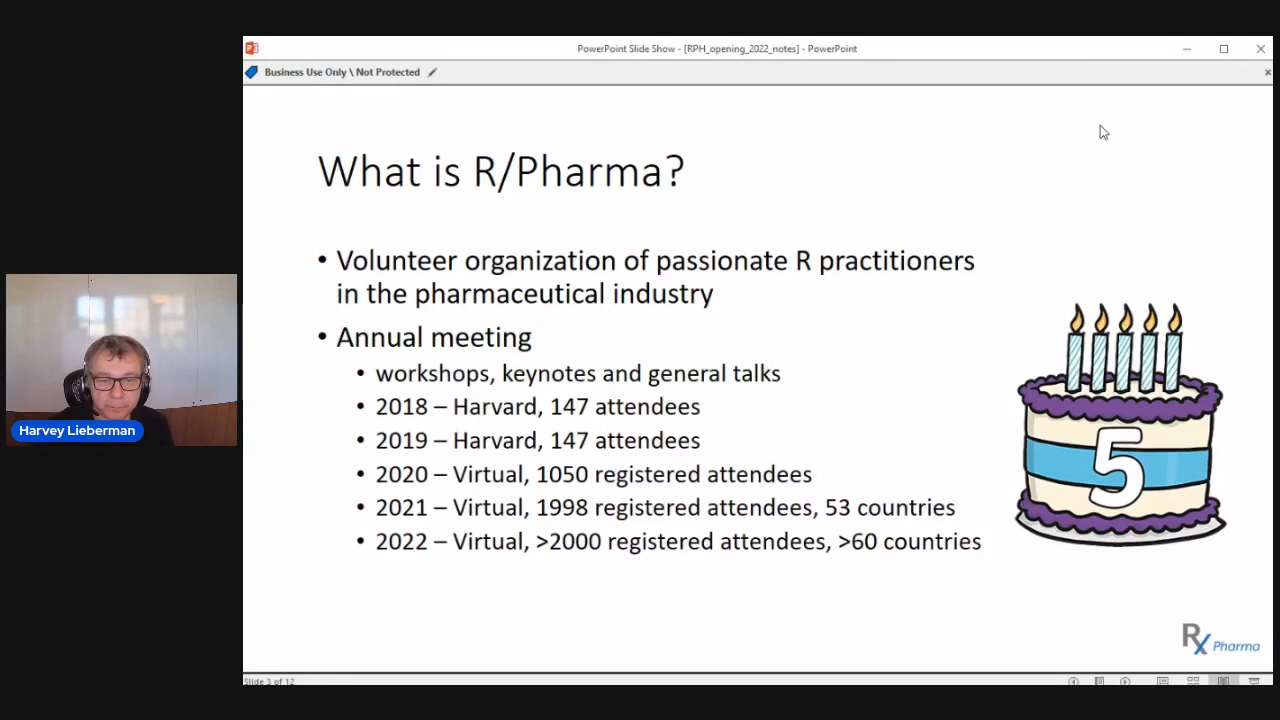 PowerPoint Slide Show - [RPH_opening_2022_notes] - PowerPoint
Business Use Only \ Not Protected
What is R/Pharma?
• Volunteer organization of passionate R practitioners
in the pharmaceutical industry
• Annual meeting
• workshops, keynotes and general talks
• 2018 – Harvard, 147 attendees
• 2019 – Harvard, 147 attendees
• 2020 – Virtual, 1050 registered attendees
• 2021 – Virtual, 1998 registered attendees, 53 countries
• 2022 – Virtual, >2000 registered attendees, >60 countries
5
Rx Pharma
Harvey Lieberman
Slide 3 of 12